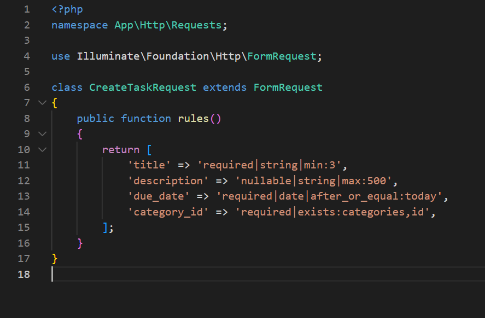 1 <?php
2 namespace App\Http\Requests;
3
4 use Illuminate\Foundation\Http\FormRequest;
5
6 class CreateTaskRequest extends FormRequest
7 {
8     public function rules()
9     {
10         return [
11             'title' => 'required|string|min:3',
12             'description' => 'nullable|string|max:500',
13             'due_date' => 'required|date|after_or_equal:today',
14             'category_id' => 'required|exists:categories,id',
15         ];
16     }
17 }
18